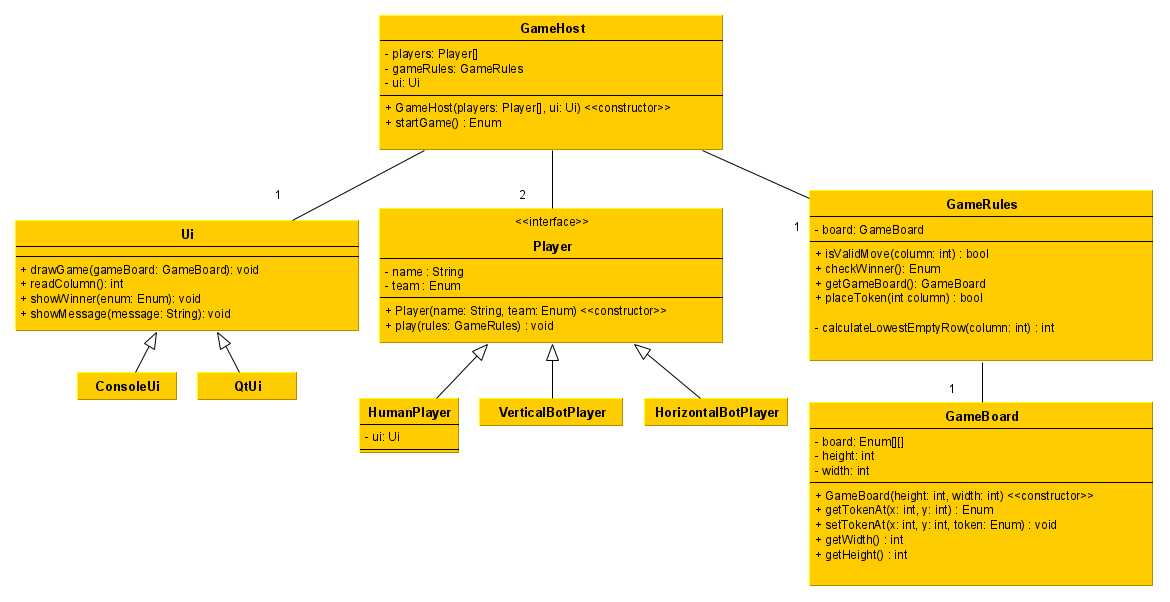 GameHost
- players: Player[]
- gameRules: GameRules
- ui: Ui
+ GameHost(players: Player[], ui: Ui) <<constructor>>
+ startGame() : Enum
1
2
1
Ui
+ drawGame(gameBoard: GameBoard): void
+ readColumn(): int
+ showWinner(enum: Enum): void
+ showMessage(message: String): void
<<interface>>
Player
- name : String
- team : Enum
+ Player(name: String, team: Enum) <<constructor>>
+ play(rules: GameRules) : void
GameRules
- board: GameBoard
+ isValidMove(column: int) : bool
+ checkWinner(): Enum
+ getGameBoard(): GameBoard
+ placeToken(int column) : bool
- calculateLowestEmptyRow(column: int) : int
ConsoleUi
QtUi
HumanPlayer
- ui: Ui
VerticalBotPlayer
HorizontalBotPlayer
1
GameBoard
- board: Enum[][]
- height: int
- width: int
+ GameBoard(height: int, width: int) <<constructor>>
+ getTokenAt(x: int, y: int) : Enum
+ setTokenAt(x: int, y: int, token: Enum) : void
+ getWidth() : int
+ getHeight() : int